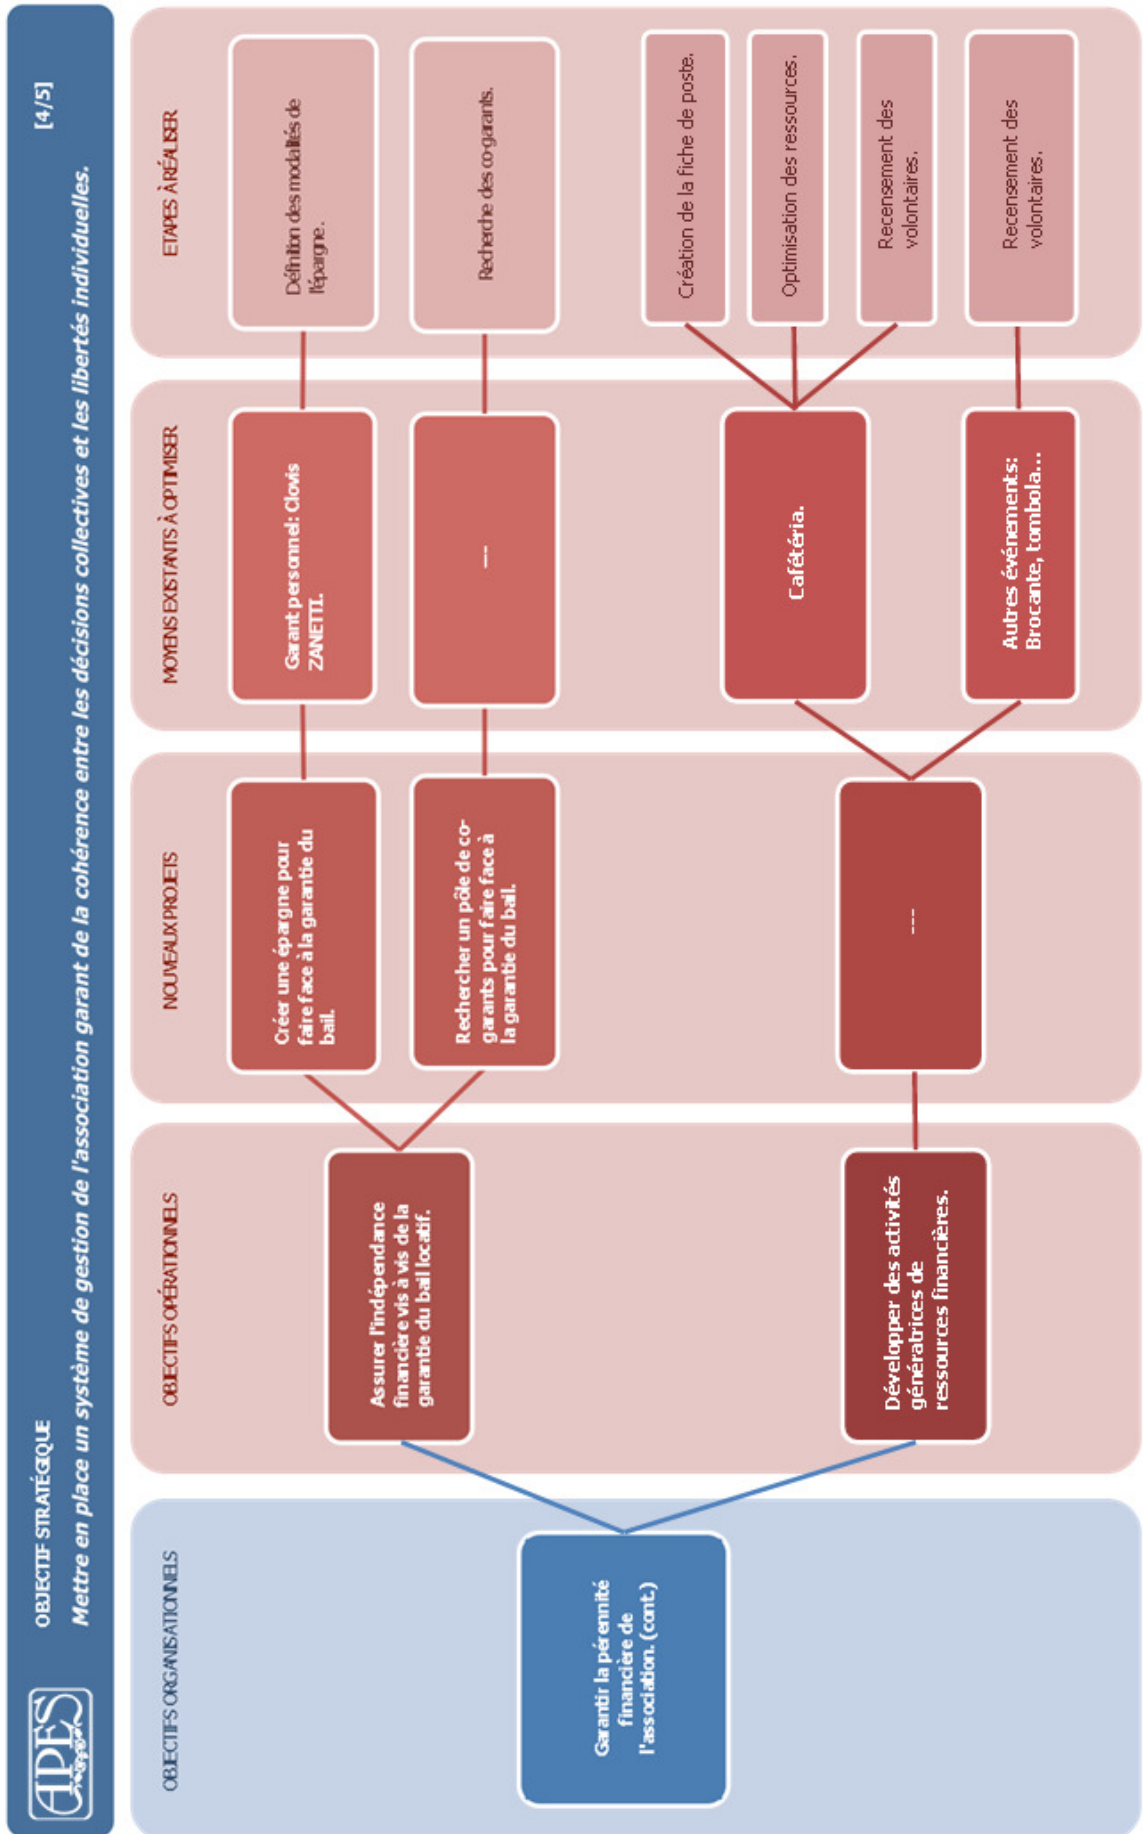 APES
OBJECTIF STRATÉGIQUE
[4/5]
Mettre en place un système de gestion de l'association garant de la cohérence entre les décisions collectives et les libertés individuelles.
OBJECTIFS ORGANISATIONNELS
Garantir la pérennité
financière de
l'association. (cont.)
OBJECTIFS OPÉRATIONNELS
Assurer l'indépendance
financière vis à vis de la
garantie du bail locatif.
Développer des activités
génératrices de
ressources financières.
NOUVEAUX PROJETS
Créer une épargne pour
faire face à la garantie du
bail.
Rechercher un pôle de co-
garants pour faire face à
la garantie du bail.
---
MOYENS EXISTANTS À OPTIMISER
Garant personnel: Clovis
ZANETTI.
---
Cafétéria.
Autres événements:
Brocante, tombola...
ETAPES À RÉALISER
Définition des modalités de
l'épargne.
Recherche des co-garants.
Création de la fiche de poste.
Optimisation des ressources.
Recensement des
volontaires.
Recensement des
volontaires.